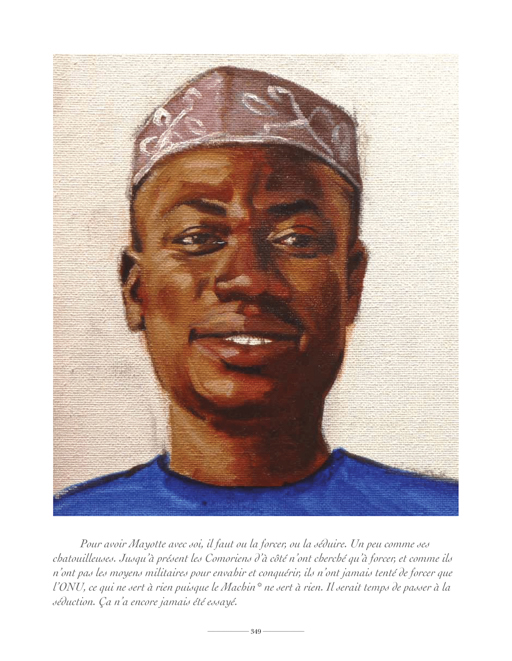 Pour avoir Mayotte avec soi, il faut ou la forcer, ou la séduire. Un peu comme ses
chatouilleuses. Jusqu'à présent les Comoriens d'à côté n'ont cherché qu'à forcer, et comme ils
n'ont pas les moyens militaires pour envahir et conquérir, ils n'ont jamais tenté de forcer que
l'ONU, ce qui ne sert à rien puisque le Machin° ne sert à rien. Il serait temps de passer à la
séduction. Ça n'a encore jamais été essayé.
349